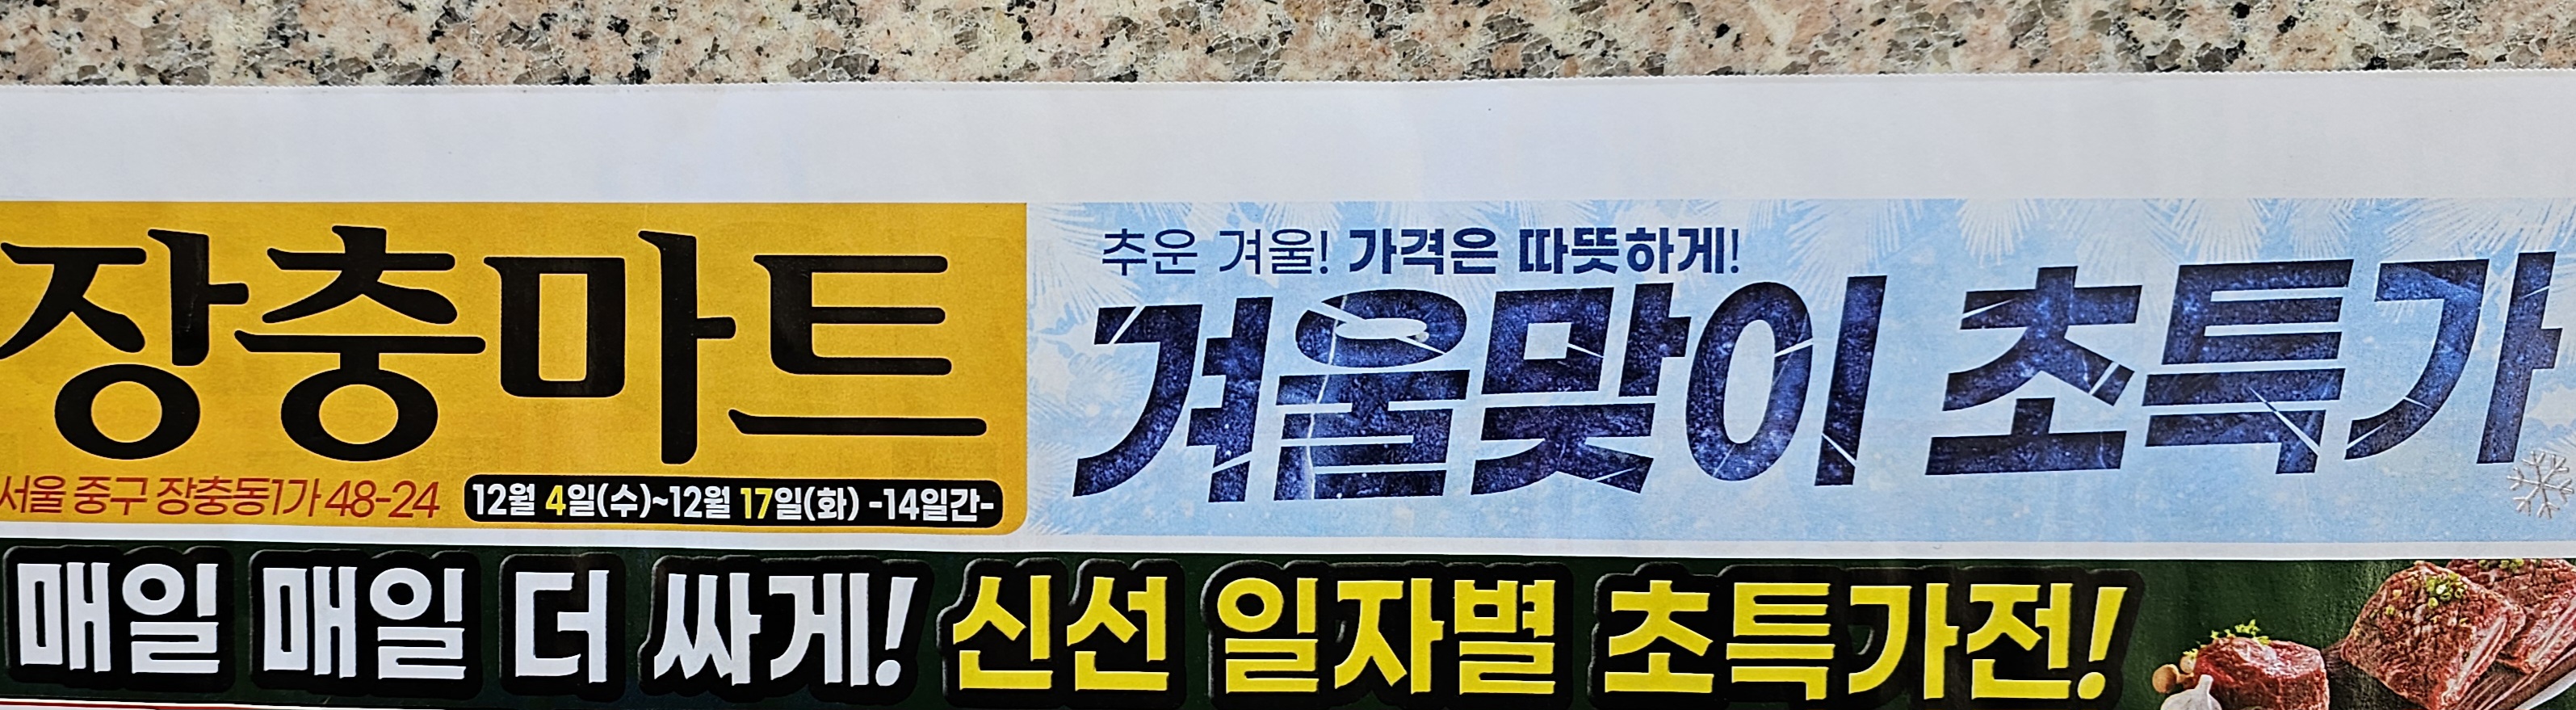 장충마트
서울 중구 장충동1가 48-24
12월 4일(수)~12월 17일(화) -14일간-
추운 겨울! 가격은 따뜻하게!
겨울맞이 초특가
매일 매일 더 싸게! 신선 일자별 초특가전!